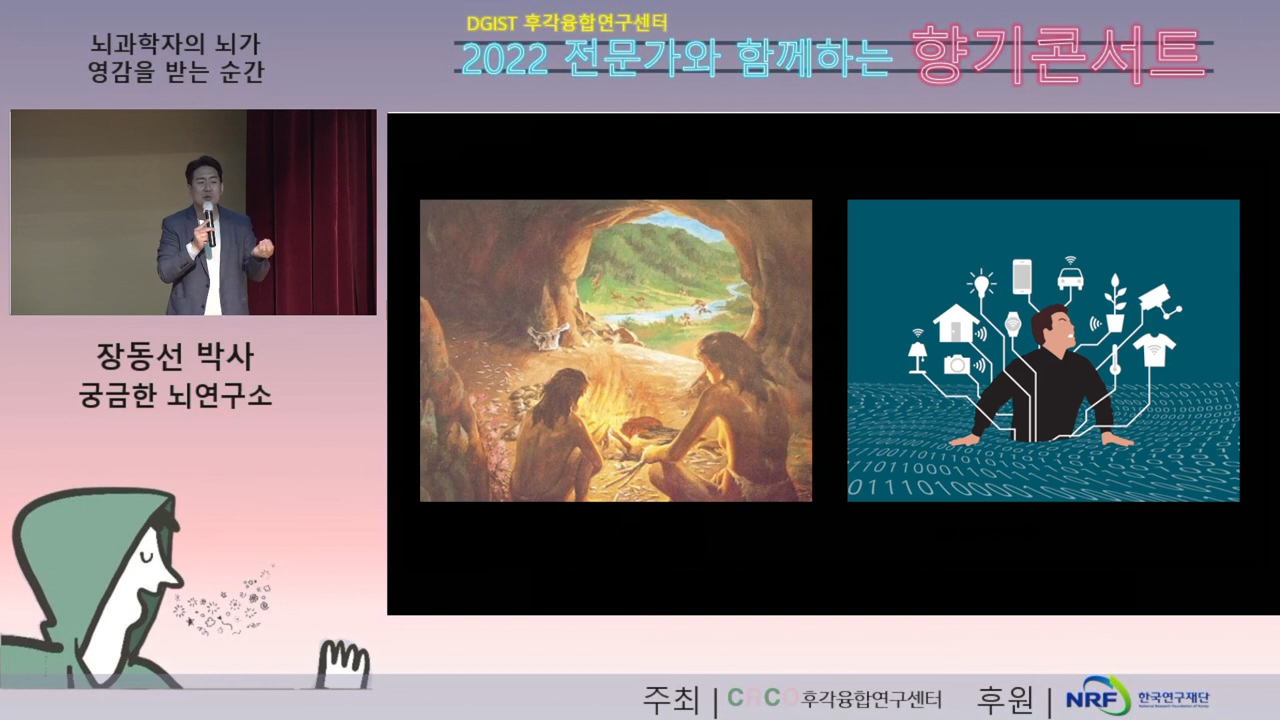 뇌과학자의 뇌가
영감을 받는 순간
DGIST 후각융합연구센터
2022 전문가와 함께하는 향기콘서트
장동선 박사
궁금한 뇌연구소
주최 | CRCO 후각융합연구센터 후원 | NRF 한국연구재단